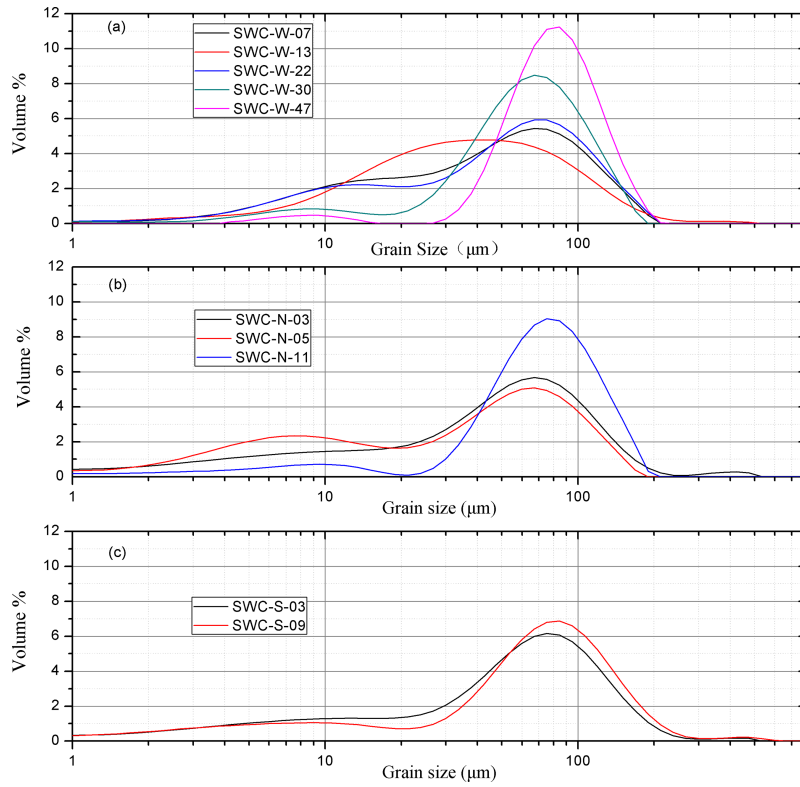 12
(a)
SWC-W-07
SWC-W-13
SWC-W-22
SWC-W-30
SWC-W-47
10
8
6
4
2
0
Volume %
1
10
100
Grain Size（μm）
12
(b)
10
SWC-N-03
SWC-N-05
SWC-N-11
8
6
4
2
0
Volume %
1
10
100
Grain size (μm)
12
(c)
10
8
SWC-S-03
SWC-S-09
6
4
2
0
Volume %
1
10
100
Grain size (μm)